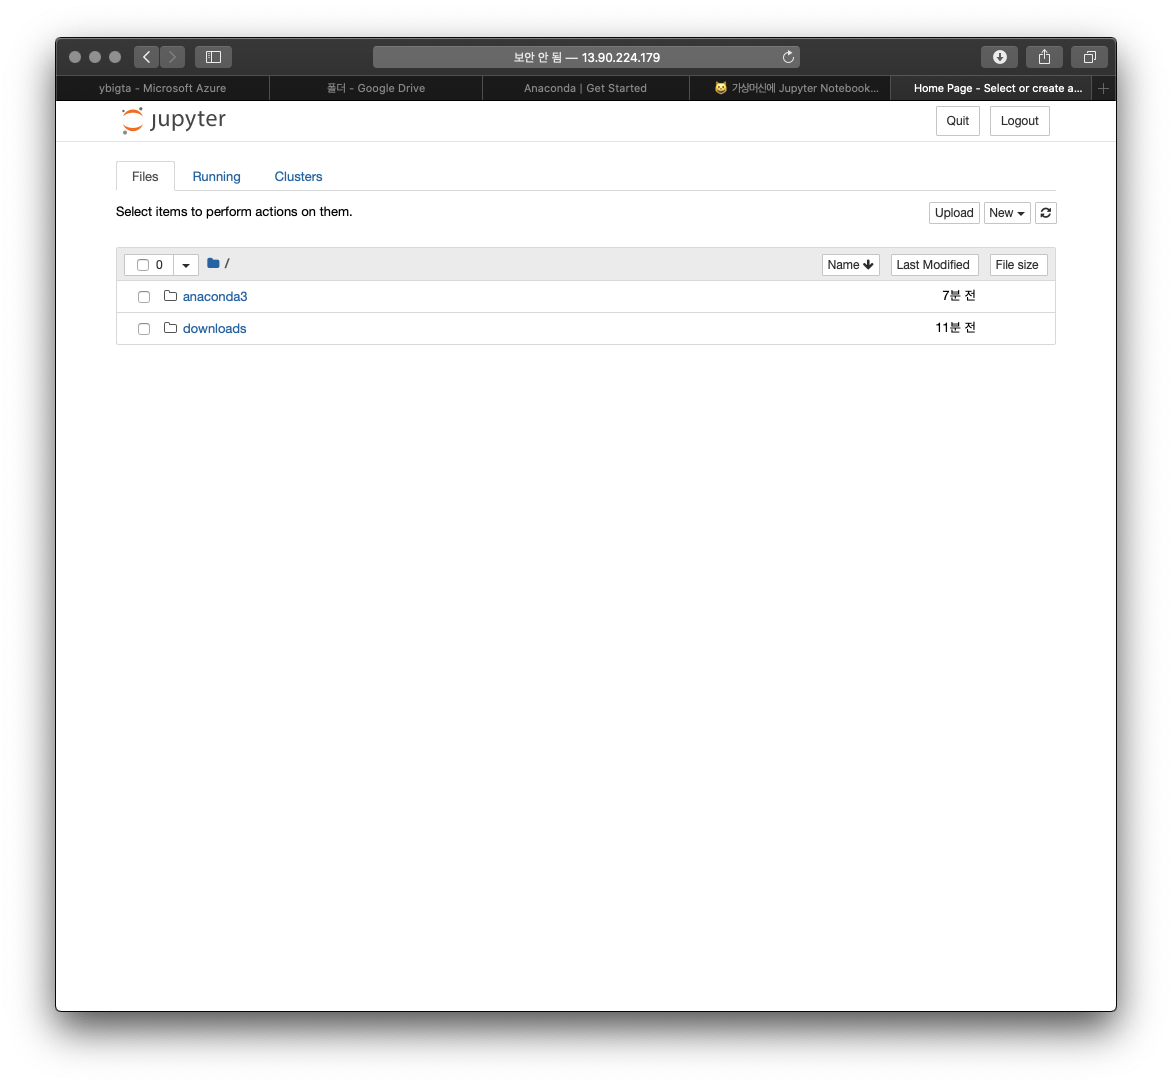 보안 안 됨 — 13.90.224.179
ybigta - Microsoft Azure
폴더 - Google Drive
Anaconda | Get Started
😺 가상머신에 Jupyter Notebook...
Home Page - Select or create a...
jupyter
Quit
Logout
Files
Running
Clusters
Select items to perform actions on them.
Upload
New
0
/
Name
Last Modified
File size
anaconda3
7분 전
downloads
11분 전